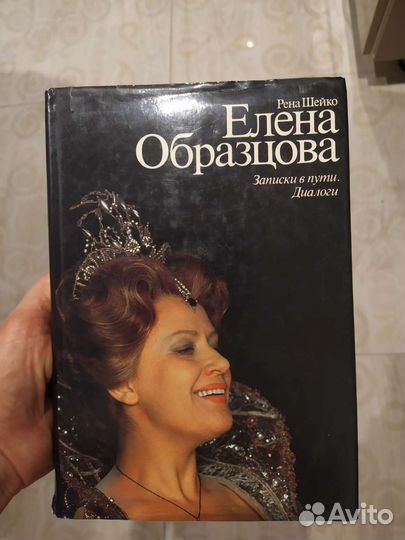 Рена Шейко
Елена
Образцова
Записки в пути.
Диалоги
Avito